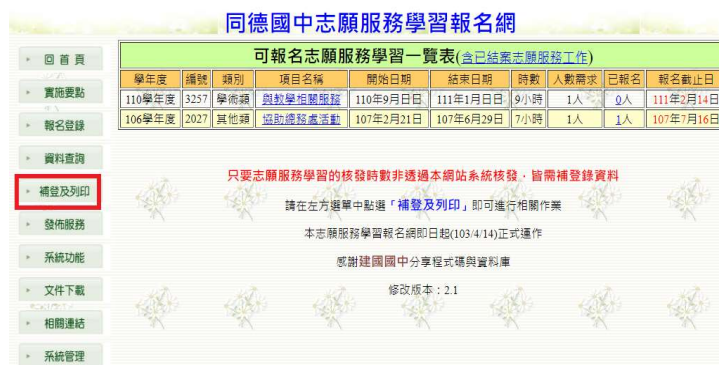 同德國中志願服務學習報名網
回首頁
實施要點
報名登錄
資料查詢
補登及列印
發佈服務
系統功能
文件下載
相關連結
系統管理
可報名志願服務學習一覽表(含已結案志願服務工作)
學年度 編號 類別 項目名稱 開始日期 結束日期 時數 人數需求 已報名 報名截止日
110學年度 3257 學術類 與教學相關服務 110年9月日日 111年1月日日 9小時 1人 0人 111年2月14日
106學年度 2027 其他類 協助總務處活動 107年2月21日 107年6月29日 7小時 1人 1人 107年7月16日
只要志願服務學習的核發時數非透過本網站系統核發，皆需補登錄資料
請在左方選單中點選「補登及列印」即可進行相關作業
本志願服務學習報名網即日起(103/4/14)正式運作
感謝建國國中分享程式碼與資料庫
修改版本：2.1